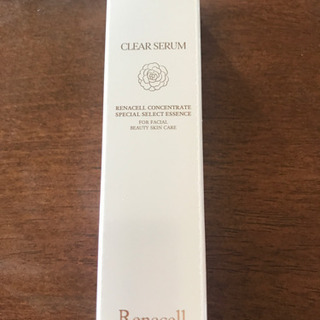 CLEAR SERUM
RENACELL CONCENTRATE
SPECIAL SELECT ESSENCE
FOR FACIAL
BEAUTY SKIN CARE
Renacell